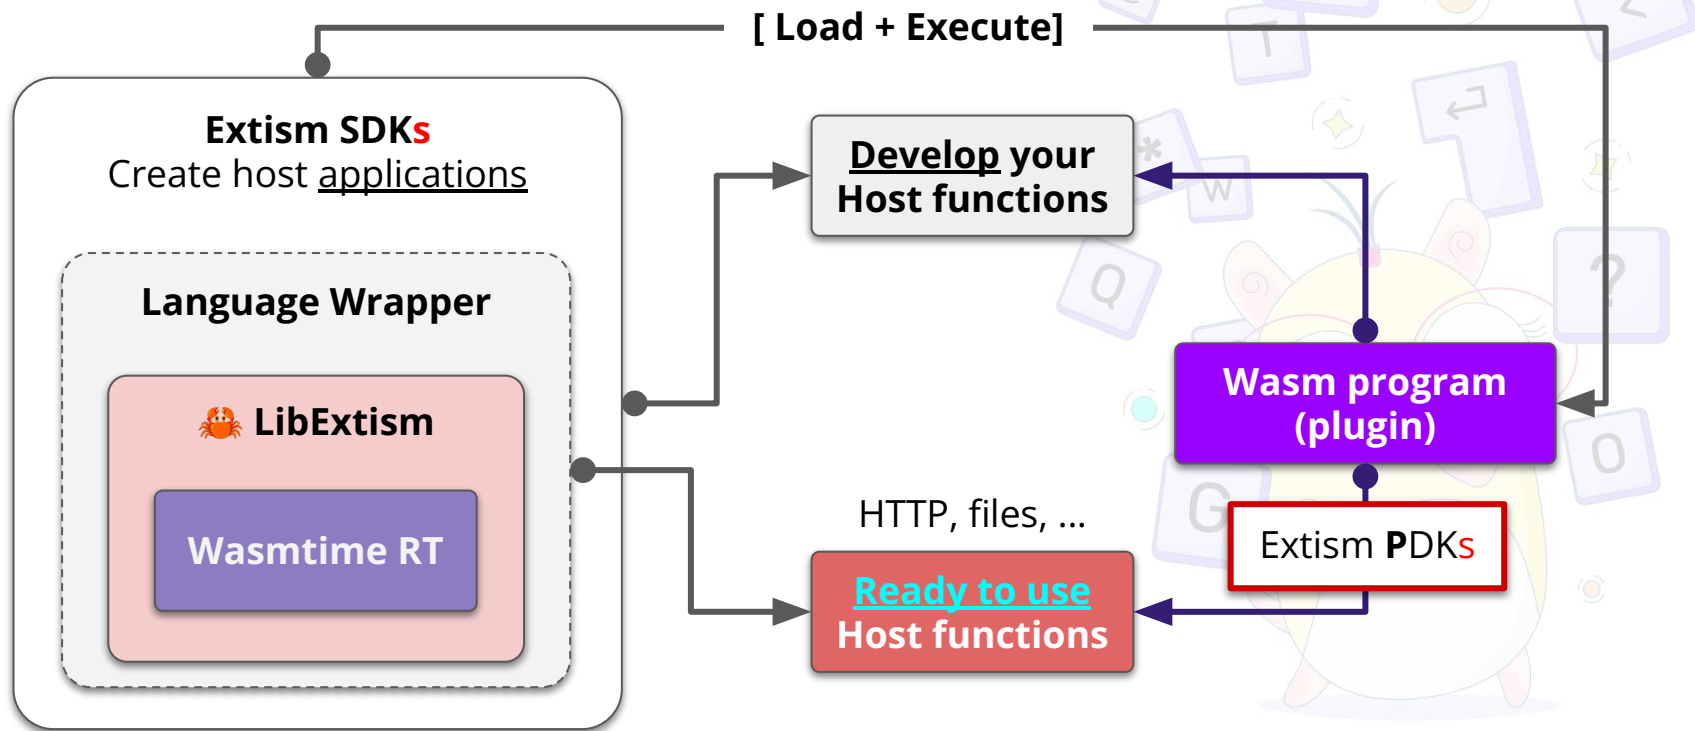 [ Load + Execute]
Extism SDKs
Create host applications
Language Wrapper
LibExtism
Wasmtime RT
Develop your
Host functions
HTTP, files, ...
Ready to use
Host functions
Wasm program
(plugin)
Extism PDKs
T
*
W
Q
?
G
O